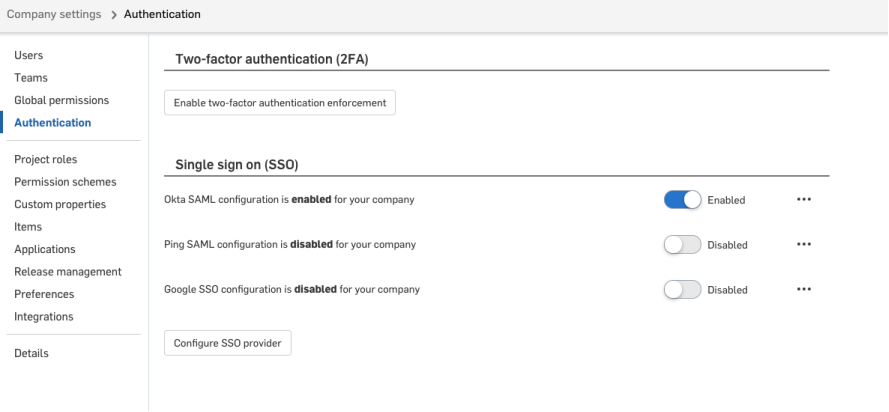 Company settings > Authentication
Users
Teams
Global permissions
Authentication
Project roles
Permission schemes
Custom properties
Items
Applications
Release management
Preferences
Integrations
Details
Two-factor authentication (2FA)
Enable two-factor authentication enforcement
Single sign on (SSO)
Okta SAML configuration is enabled for your company Enabled
Ping SAML configuration is disabled for your company Disabled
Google SSO configuration is disabled for your company Disabled
Configure SSO provider